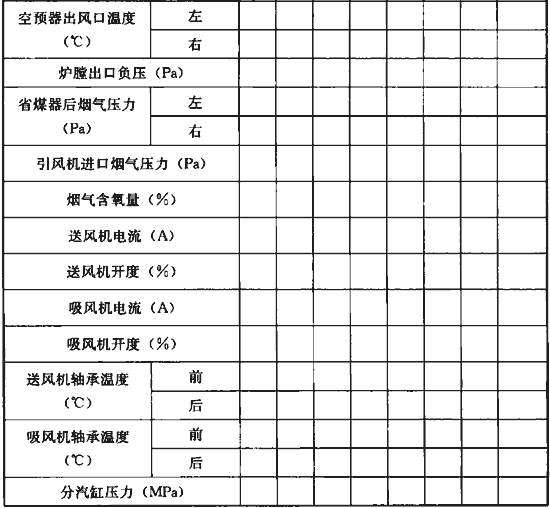 空预器出风口温度
（℃）
左
右
炉膛出口负压（Pa）
省煤器后烟气压力
（Pa）
左
右
引风机进口烟气压力（Pa）
烟气含氧量（%）
送风机电流（A）
送风机开度（%）
吸风机电流（A）
吸风机开度（%）
送风机轴承温度
（℃）
前
后
吸风机轴承温度
（℃）
前
后
分汽缸压力（MPa）